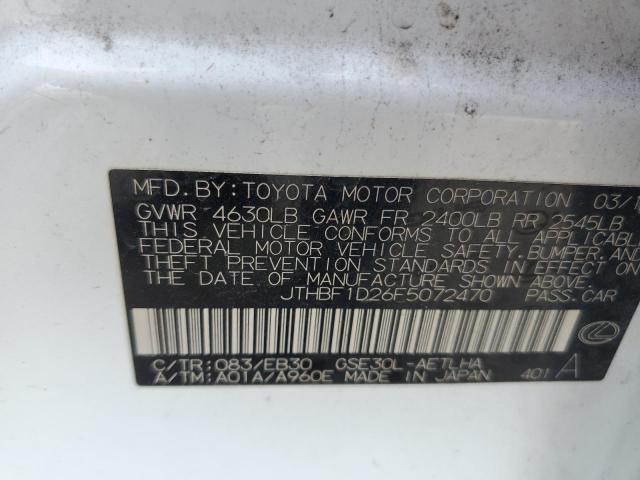 MFD. BY: TOYOTA MOTOR CORPORATION 03/1
GVWR 4630LB GAWR FR 2400LB RR 2545LB
THIS VEHICLE CONFORMS TO ALL APPLICABLE
FEDERAL MOTOR VEHICLE SAFETY, BUMPER, AND
THEFT PREVENTION STANDARDS IN EFFECT ON
THE DATE OF MANUFACTURE SHOWN ABOVE.
JTHBF1D26F5072470 PASS.CAR
C/TR: 083/EB30 GSE30L-AETLHA
A/TM: A01A/A960E MADE IN JAPAN 401 A